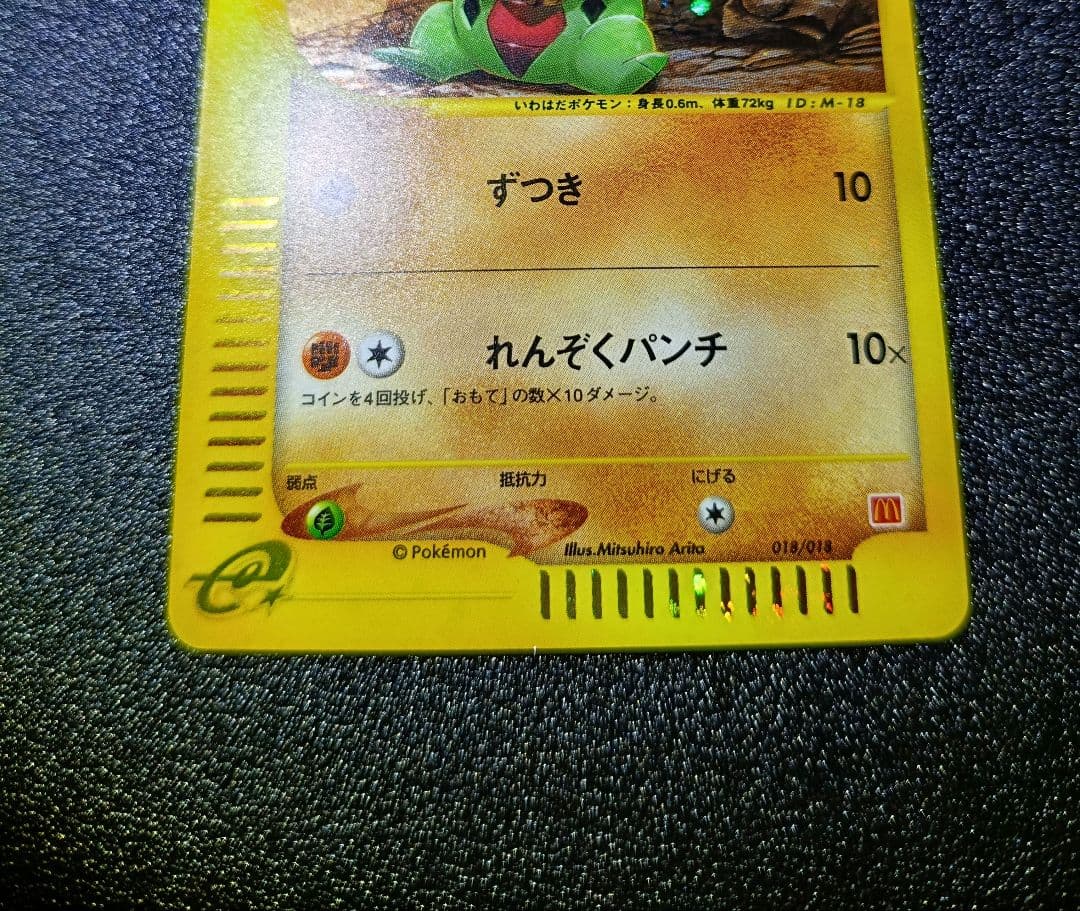 いわはだポケモン：身長0.6m、体重72kg ID:M-18
ずつき 10
れんぞくパンチ 10×
コインを4回投げ、「おもて」の数×10ダメージ。
弱点 抵抗力 にげる
©Pokémon Illus.Mitsuhiro Arita 018/018